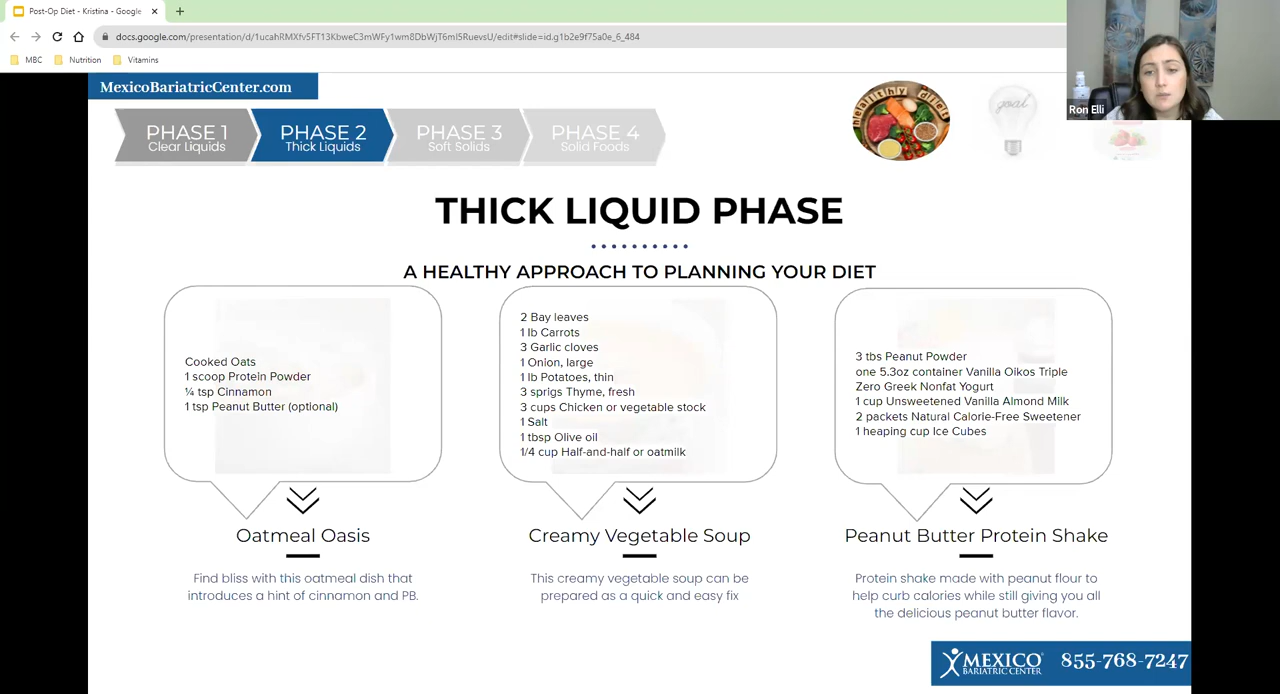 Post-Op Diet - Kristina - Google
docs.google.com/presentation/d/1ucahRMXfv5FT13KbweC3mWFy1wm8DbWjT6mI5RuevsU/edit#slide=id.g1b2e9f75a0e_6_484
MBC Nutrition Vitamins
Ron Elli
MexicoBariatricCenter.com
PHASE 1
Clear Liquids
PHASE 2
Thick Liquids
PHASE 3
Soft Solids
PHASE 4
Solid Foods
HEALTHY
goal
THICK LIQUID PHASE
A HEALTHY APPROACH TO PLANNING YOUR DIET
Cooked Oats
1 scoop Protein Powder
¼ tsp Cinnamon
1 tsp Peanut Butter (optional)
Oatmeal Oasis
Find bliss with this oatmeal dish that
introduces a hint of cinnamon and PB.
2 Bay leaves
1 lb Carrots
3 Garlic cloves
1 Onion, large
1 lb Potatoes, thin
3 sprigs Thyme, fresh
3 cups Chicken or vegetable stock
1 Salt
1 tbsp Olive oil
1/4 cup Half-and-half or oatmilk
Creamy Vegetable Soup
This creamy vegetable soup can be
prepared as a quick and easy fix
3 tbs Peanut Powder
one 5.3oz container Vanilla Oikos Triple
Zero Greek Nonfat Yogurt
1 cup Unsweetened Vanilla Almond Milk
2 packets Natural Calorie-Free Sweetener
1 heaping cup Ice Cubes
Peanut Butter Protein Shake
Protein shake made with peanut flour to
help curb calories while still giving you all
the delicious peanut butter flavor.
MEXICO
BARIATRIC CENTER
855-768-7247